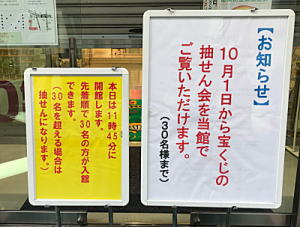 【お知らせ】
10月1日から宝くじの
抽せん会を当館で
ご覧いただけます。
(30名様まで)
本日は11時45分に
開館します。
先着順で30名の方が入館
できます。
(30名を超える場合は
抽せんになります。)